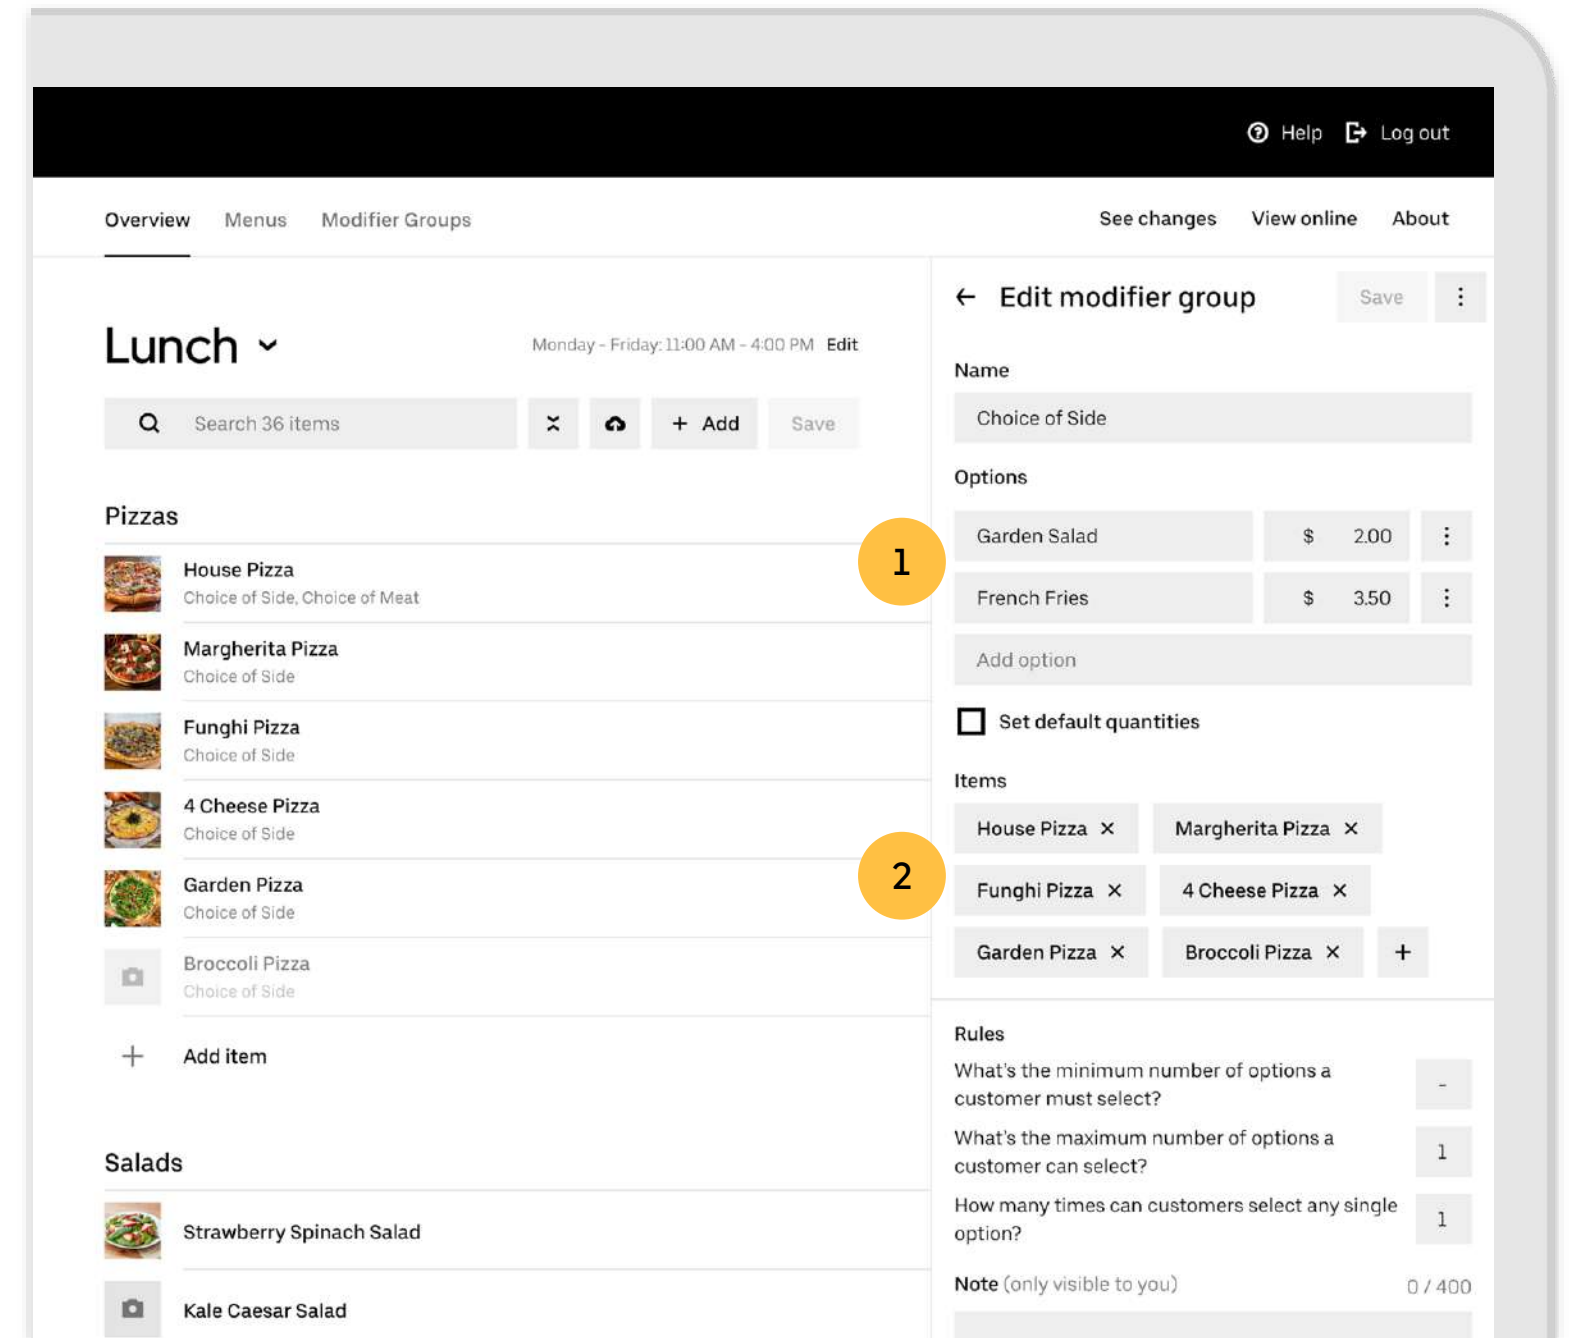 Help
Log out
Overview
Menus
Modifier Groups
See changes
View online
About
Lunch
Monday - Friday: 11:00 AM - 4:00 PM Edit
Search 36 items
+ Add
Save
Pizzas
House Pizza
Choice of Side, Choice of Meat
Margherita Pizza
Choice of Side
Funghi Pizza
Choice of Side
4 Cheese Pizza
Choice of Side
Garden Pizza
Choice of Side
Broccoli Pizza
Choice of Side
+ Add item
Salads
Strawberry Spinach Salad
Kale Caesar Salad
1
2
← Edit modifier group
Save
Name
Choice of Side
Options
Garden Salad $ 2.00
French Fries $ 3.50
Add option
Set default quantities
Items
House Pizza × Margherita Pizza ×
Funghi Pizza × 4 Cheese Pizza ×
Garden Pizza × Broccoli Pizza × +
Rules
What's the minimum number of options a
customer must select?
-
What's the maximum number of options a
customer can select?
1
How many times can customers select any single
option?
1
Note (only visible to you)
0 / 400